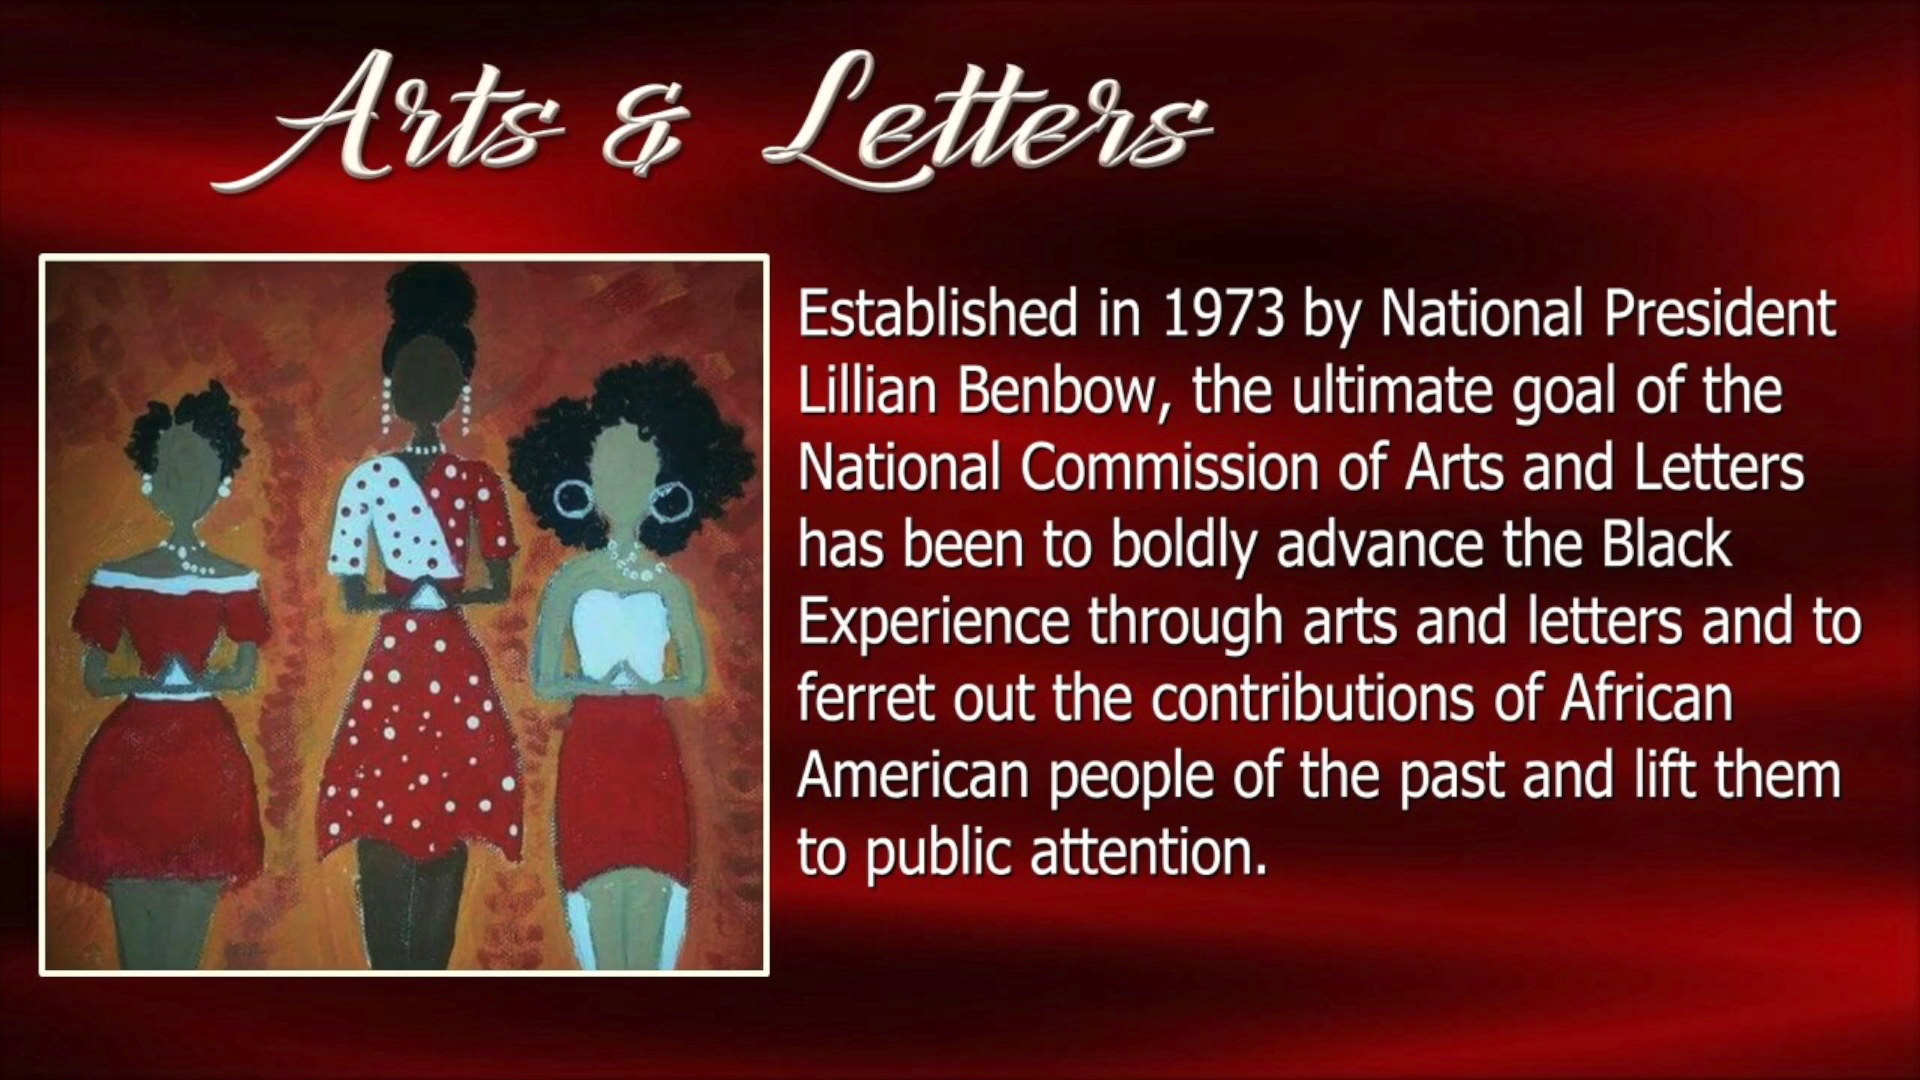 Arts & Letters
Established in 1973 by National President
Lillian Benbow, the ultimate goal of the
National Commission of Arts and Letters
has been to boldly advance the Black
Experience through arts and letters and to
ferret out the contributions of African
American people of the past and lift them
to public attention.